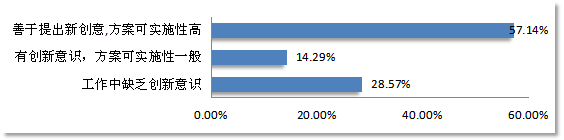 善于提出新创意,方案可实施性高 57.14%
有创新意识，方案可实施性一般 14.29%
工作中缺乏创新意识 28.57%
0.00% 20.00% 40.00% 60.00%